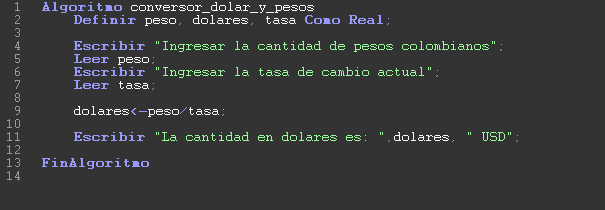 1 Algoritmo conversor_dolar_y_pesos
2 Definir peso, dolares, tasa Como Real;
3
4 Escribir "Ingresar la cantidad de pesos colombianos";
5 Leer peso;
6 Escribir "Ingresar la tasa de cambio actual";
7 Leer tasa;
8
9 dolares<-peso/tasa;
10
11 Escribir "La cantidad en dolares es: ",dolares, " USD";
12
13 FinAlgoritmo
14